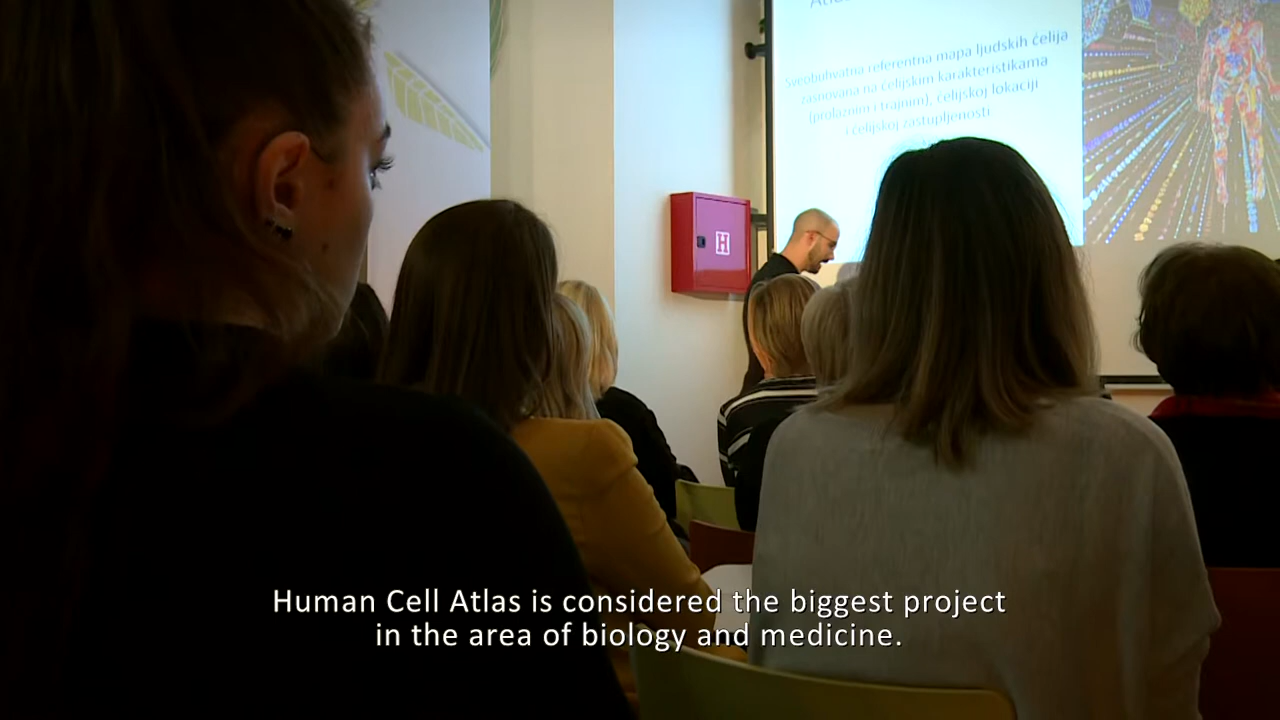 Atlas
Sveobuhvatna referentna mapa ljudskih ćelija
zasnovana na ćelijskim karakteristikama
(prolaznim i trajnim), ćelijskoj lokaciji
i ćelijskoj zastupljenosti
H
Human Cell Atlas is considered the biggest project
in the area of biology and medicine.